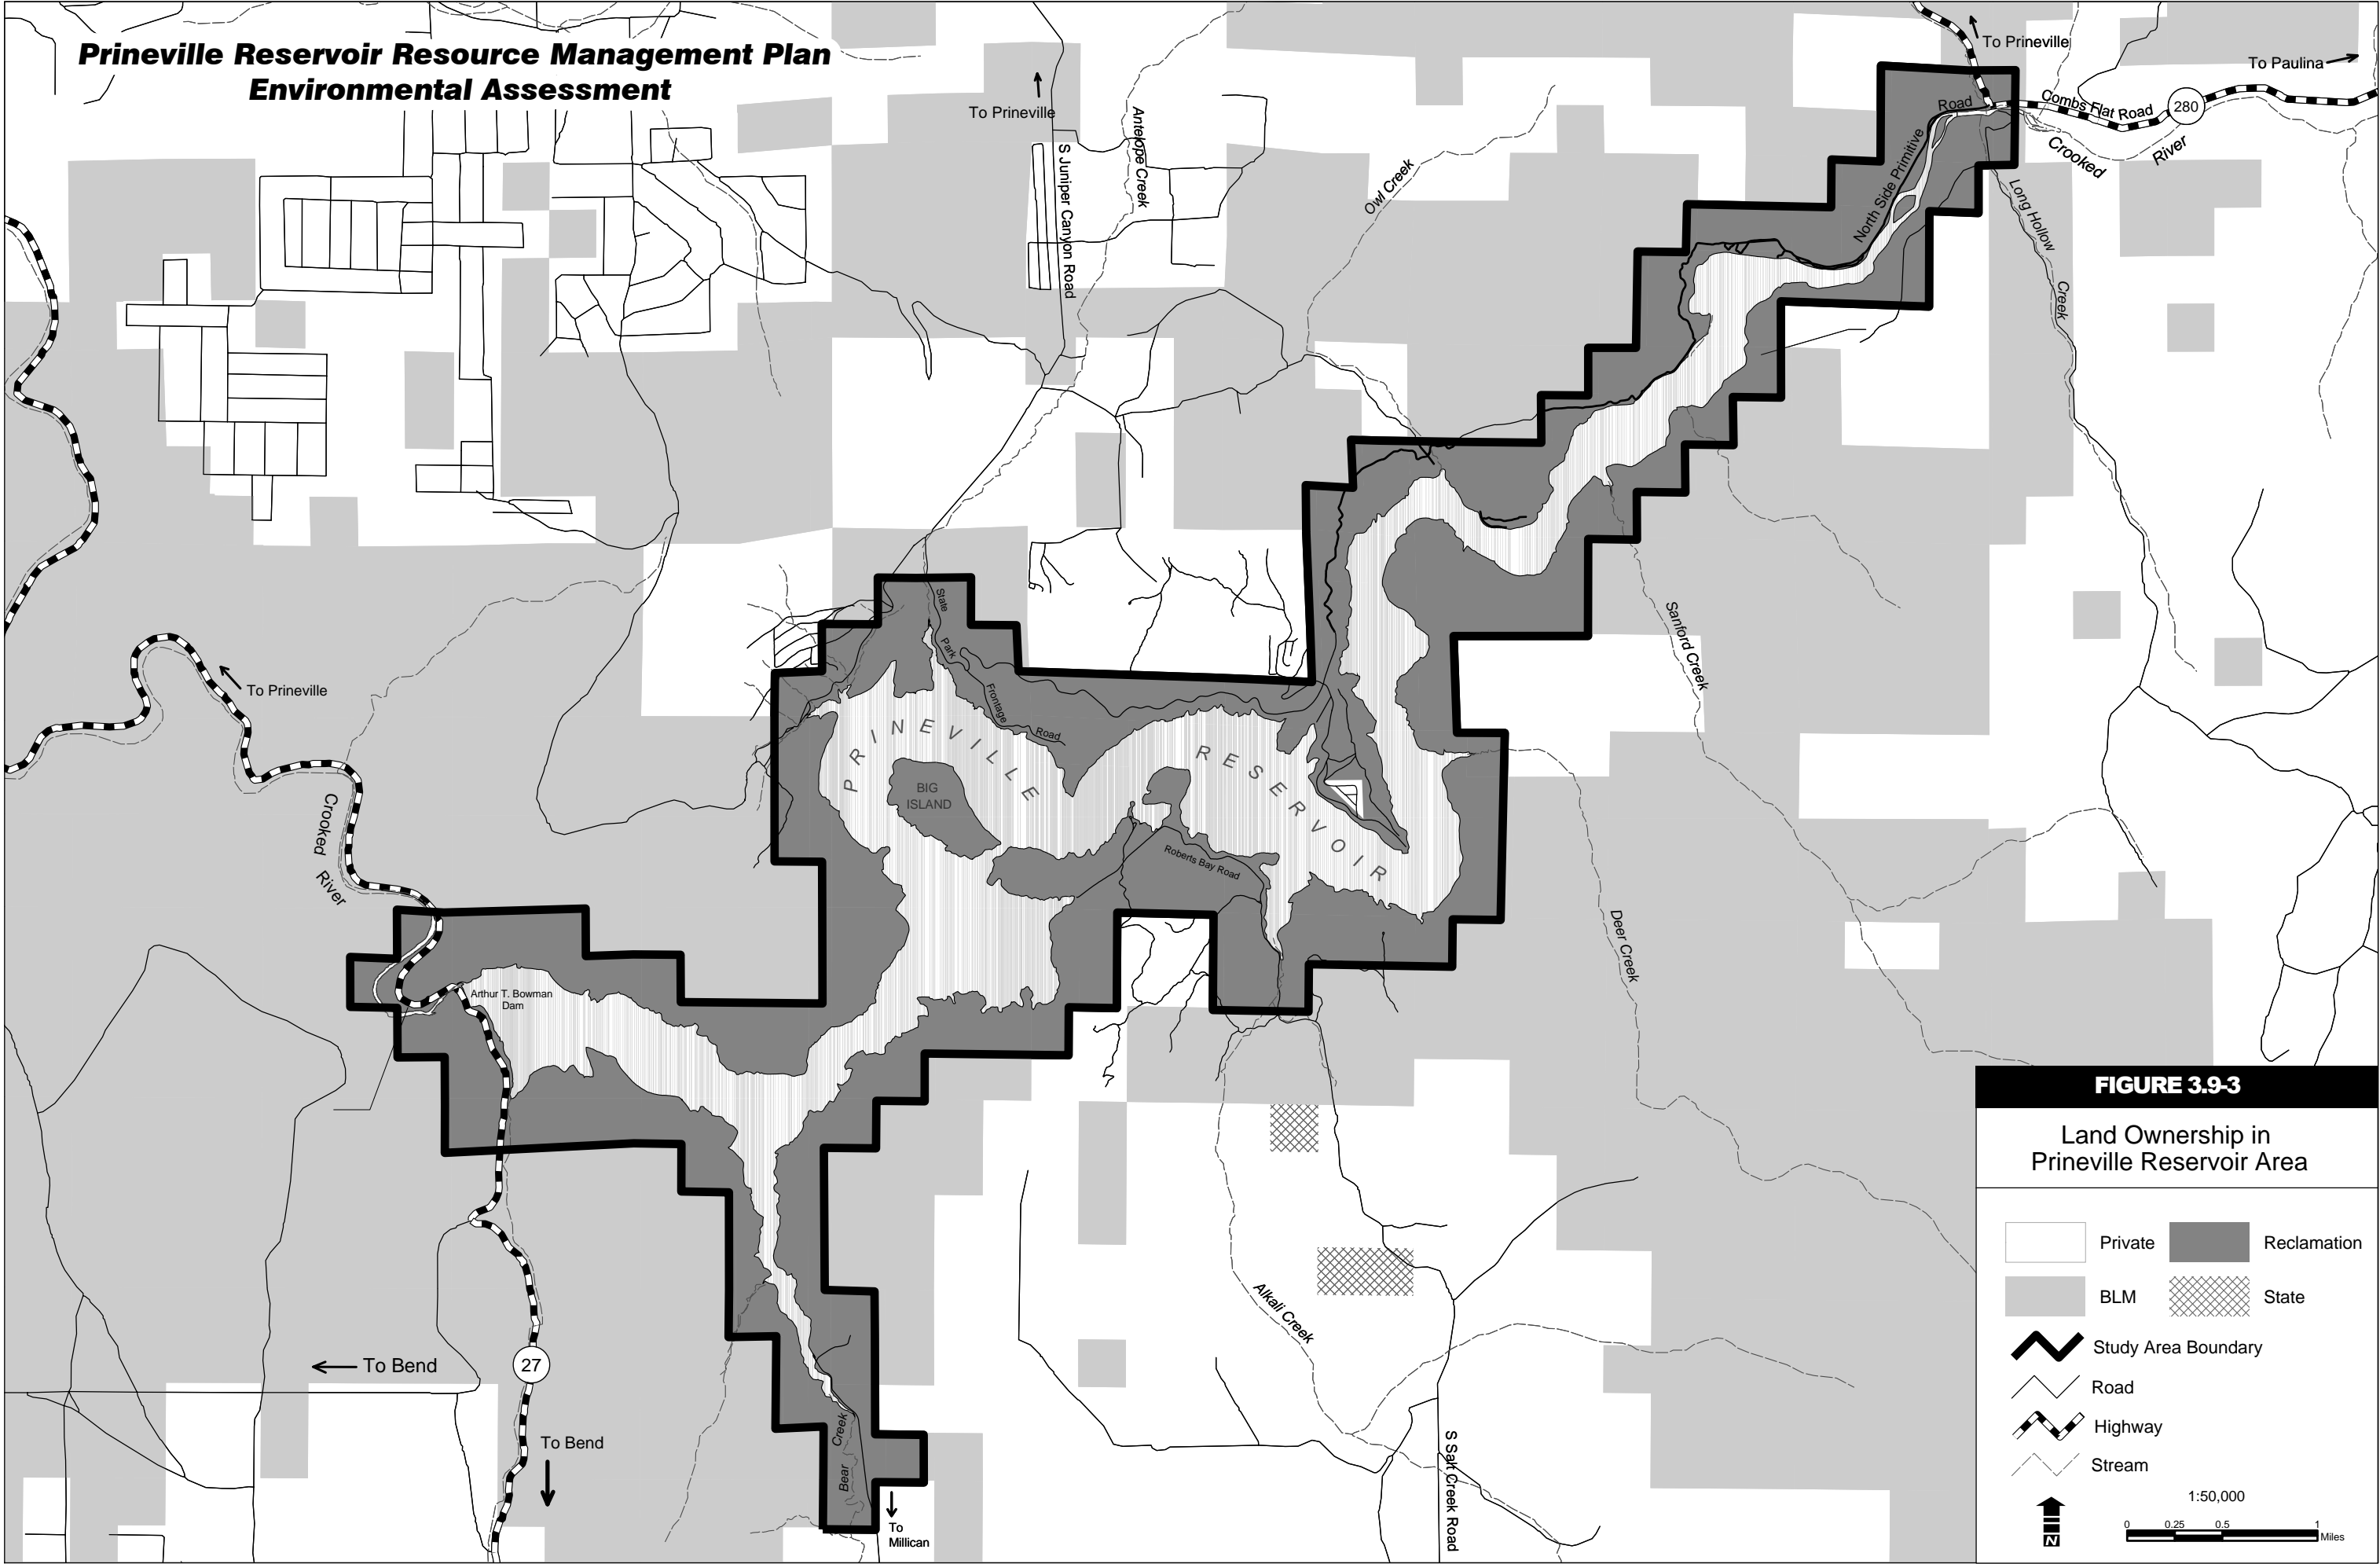 Prineville Reservoir Resource Management Plan
Environmental Assessment
To Prineville
To Paulina
To Prineville
Road
Combs Flat Road
280
Crooked
River
North Side Primitive
Long Hollow
Creek
Antelope Creek
S Juniper Canyon Road
Owl Creek
State
Park
Frontage
Road
Sanford Creek
To Prineville
PRINEVILLE
RESERVOIR
BIG
ISLAND
Crooked
River
Roberts Bay Road
Deer Creek
Arthur T. Bowman
Dam
Alkali Creek
To Bend
27
To Bend
Creek
Bear
To
Millican
S Salt Creek Road
FIGURE 3.9-3
Land Ownership in
Prineville Reservoir Area
Private
Reclamation
BLM
State
Study Area Boundary
Road
Highway
Stream
N
1:50,000
0 0.25 0.5 1
Miles